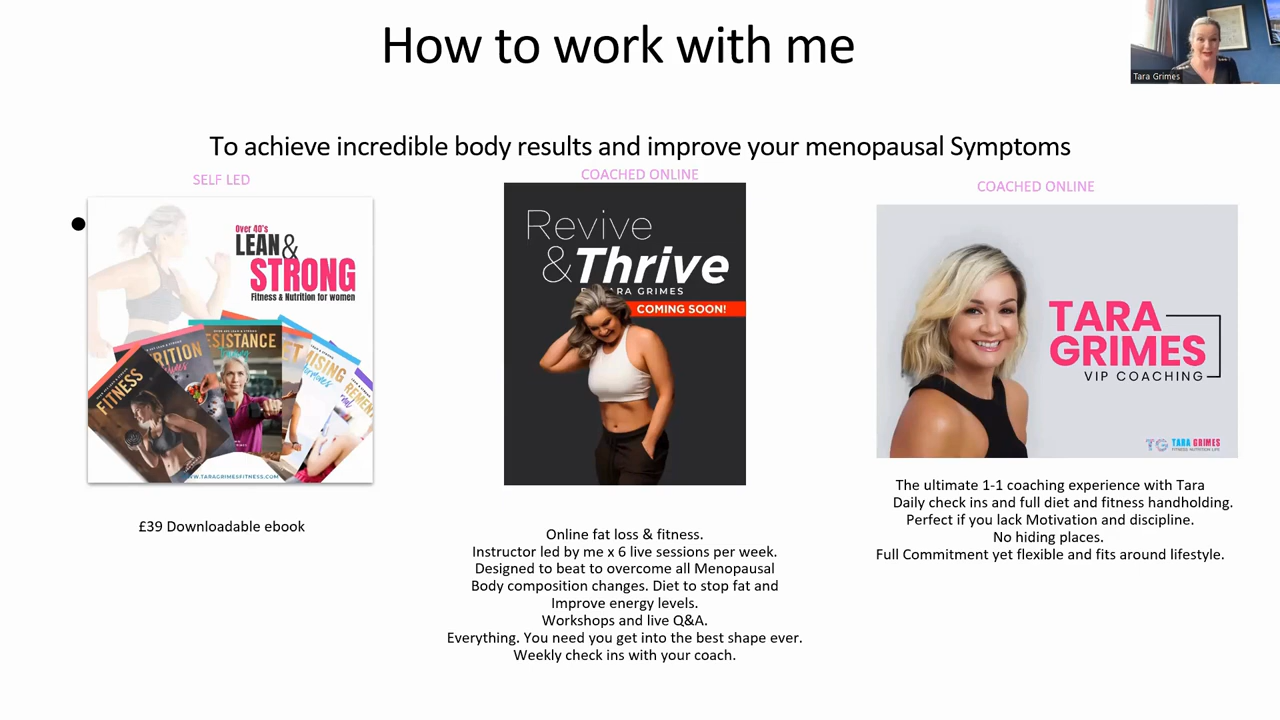 How to work with me
Tara Grimes
To achieve incredible body results and improve your menopausal Symptoms
SELF LED
Over 40's
LEAN &
STRONG
Fitness & Nutrition for women
FITNESS
RESISTANCE
WWW.TARAGRIMESFITNESS.COM
£39 Downloadable ebook
COACHED ONLINE
Revive
&Thrive
BY TARA GRIMES
COMING SOON!
Online fat loss & fitness.
Instructor led by me x 6 live sessions per week.
Designed to beat to overcome all Menopausal
Body composition changes. Diet to stop fat and
Improve energy levels.
Workshops and live Q&A.
Everything. You need you get into the best shape ever.
Weekly check ins with your coach.
COACHED ONLINE
TARA
GRIMES
VIP COACHING
TG TARA GRIMES
FITNESS NUTRITION LIFE
The ultimate 1-1 coaching experience with Tara
Daily check ins and full diet and fitness handholding.
Perfect if you lack Motivation and discipline.
No hiding places.
Full Commitment yet flexible and fits around lifestyle.